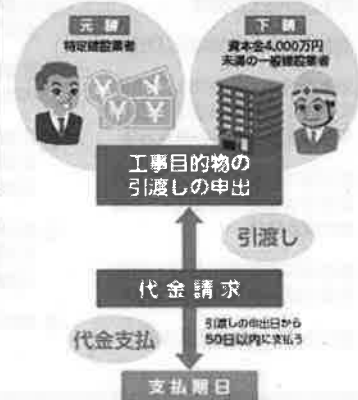 元請
特定建設業者
下請
資本金4,000万円
未満の一般建設業者
工事目的物の
引渡しの申出
引渡し
代金請求
代金支払
引渡しの申出日から
50日以内に支払う
支払期日